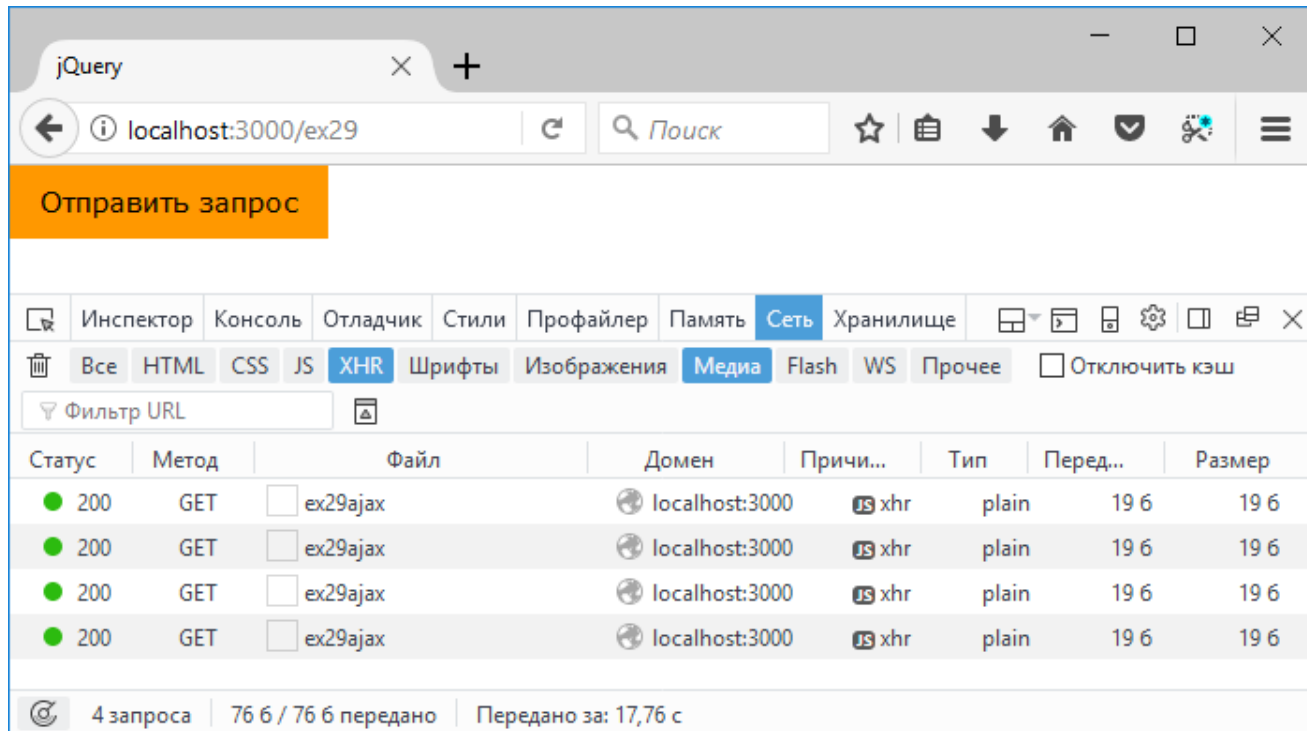 jQuery
localhost:3000/ex29 Поиск
Отправить запрос
Инспектор Консоль Отладчик Стили Профайлер Память Сеть Хранилище
Все HTML CSS JS XHR Шрифты Изображения Медиа Flash WS Прочее Отключить кэш
Фильтр URL
Статус Метод Файл Домен Причи... Тип Перед... Размер
200 GET ex29ajax localhost:3000 JS xhr plain 19 б 19 б
200 GET ex29ajax localhost:3000 JS xhr plain 19 б 19 б
200 GET ex29ajax localhost:3000 JS xhr plain 19 б 19 б
200 GET ex29ajax localhost:3000 JS xhr plain 19 б 19 б
4 запроса 76 б / 76 б передано Передано за: 17,76 с